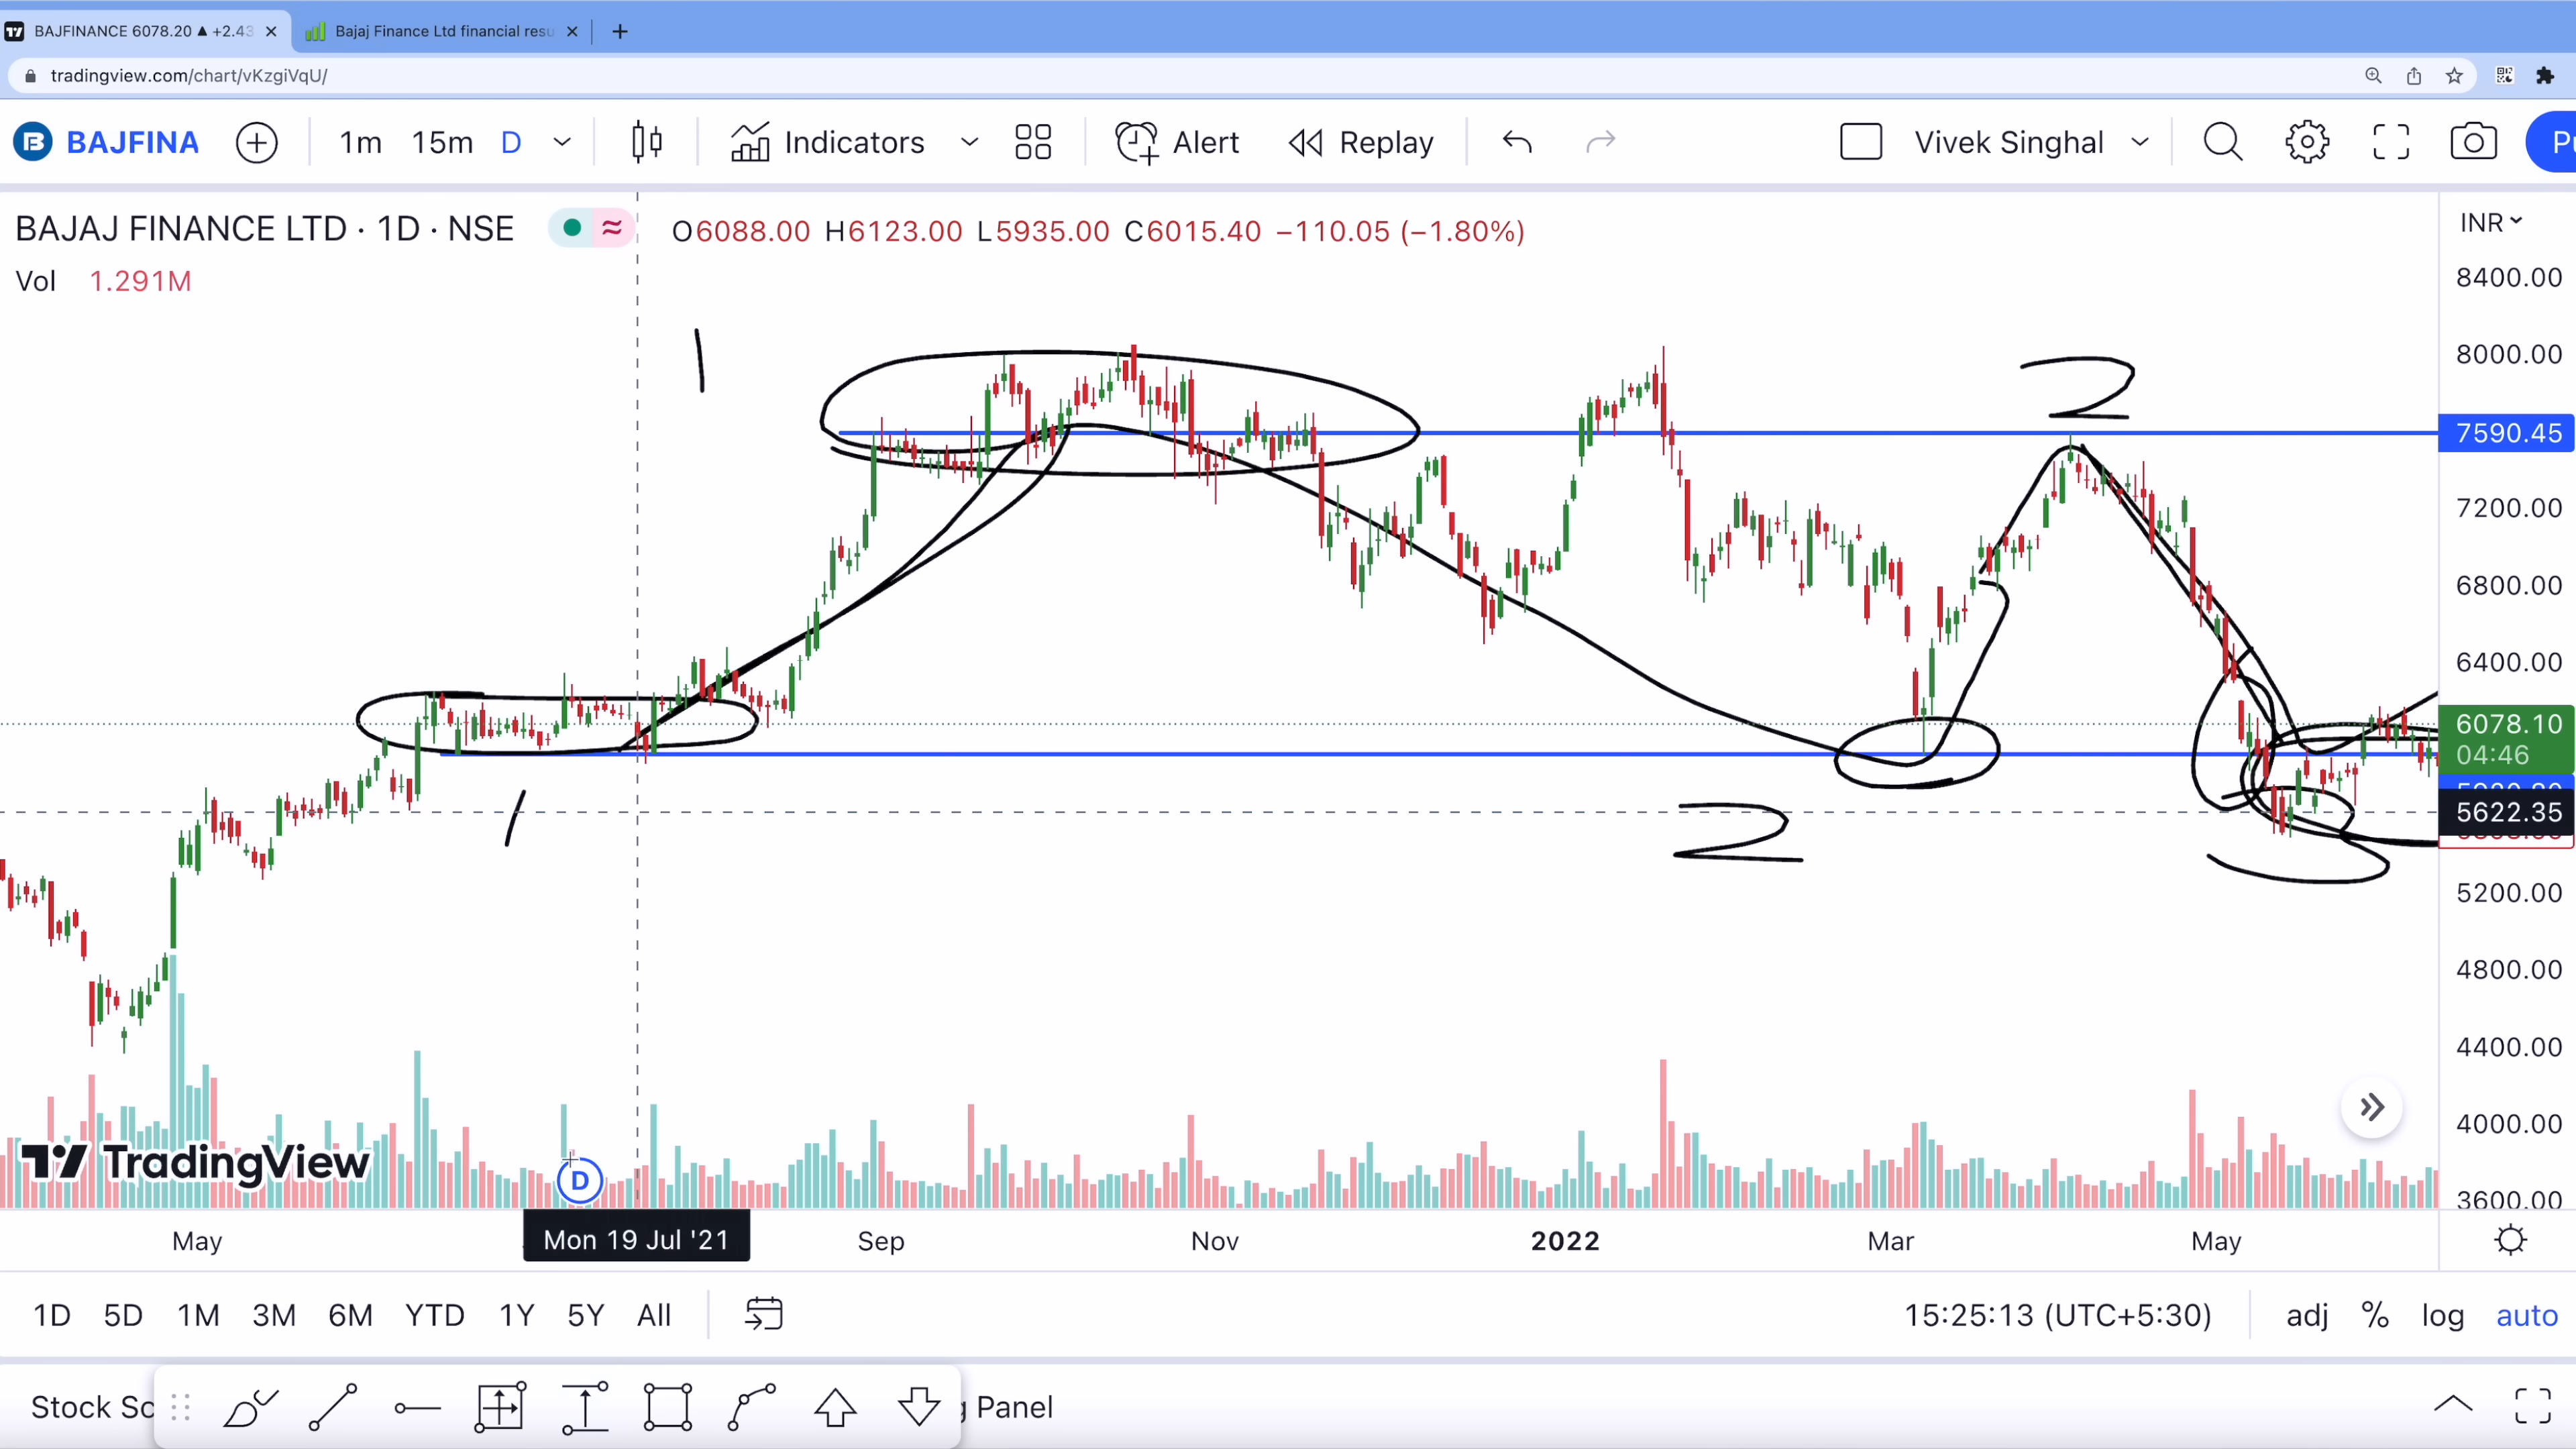 BAJFINANCE 6078.20 ▲ +2.43
Bajaj Finance Ltd financial resu
tradingview.com/chart/vKzgiVqU/
BAJFINA
1m 15m D
Indicators
Alert
Replay
Vivek Singhal
BAJAJ FINANCE LTD · 1D · NSE
O6088.00 H6123.00 L5935.00 C6015.40 −110.05 (−1.80%)
INR
Vol 1.291M
8400.00
8000.00
7590.45
7200.00
6800.00
6400.00
6078.10
04:46
5622.35
5200.00
4800.00
4400.00
4000.00
3600.00
1
2
1
2
TradingView
D
May
Mon 19 Jul '21
Sep
Nov
2022
Mar
May
1D 5D 1M 3M 6M YTD 1Y 5Y All
15:25:13 (UTC+5:30)
adj % log auto
Stock Sc
Panel